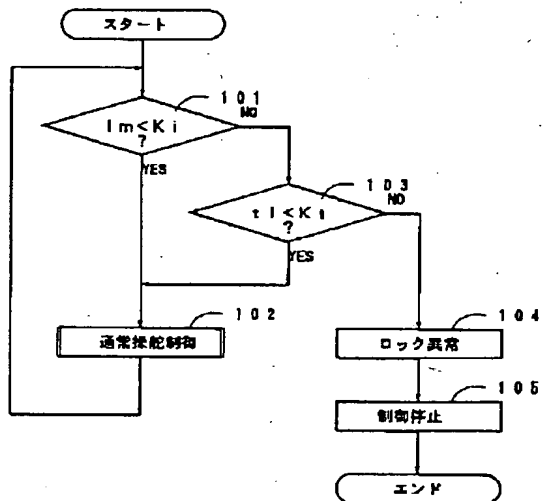 スタート
101
Im<Ki
?
NO
YES
103
tI<Kt
?
NO
YES
102
通常操舵制御
104
ロック異常
105
制御停止
エンド